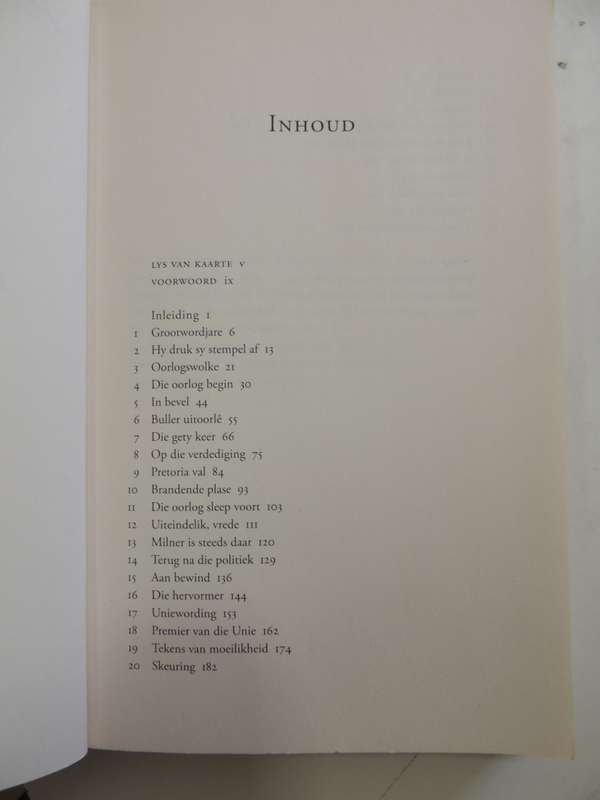 INHOUD
LYS VAN KAARTE v
VOORWOORD ix
Inleiding 1
1 Grootwordjare 6
2 Hy druk sy stempel af 13
3 Oorlogswolke 21
4 Die oorlog begin 30
5 In bevel 44
6 Buller uitoorlê 55
7 Die gety keer 66
8 Op die verdediging 75
9 Pretoria val 84
10 Brandende plase 93
11 Die oorlog sleep voort 103
12 Uiteindelik, vrede 111
13 Milner is steeds daar 120
14 Terug na die politiek 129
15 Aan bewind 136
16 Die hervormer 144
17 Uniewording 153
18 Premier van die Unie 162
19 Tekens van moeilikheid 174
20 Skeuring 182